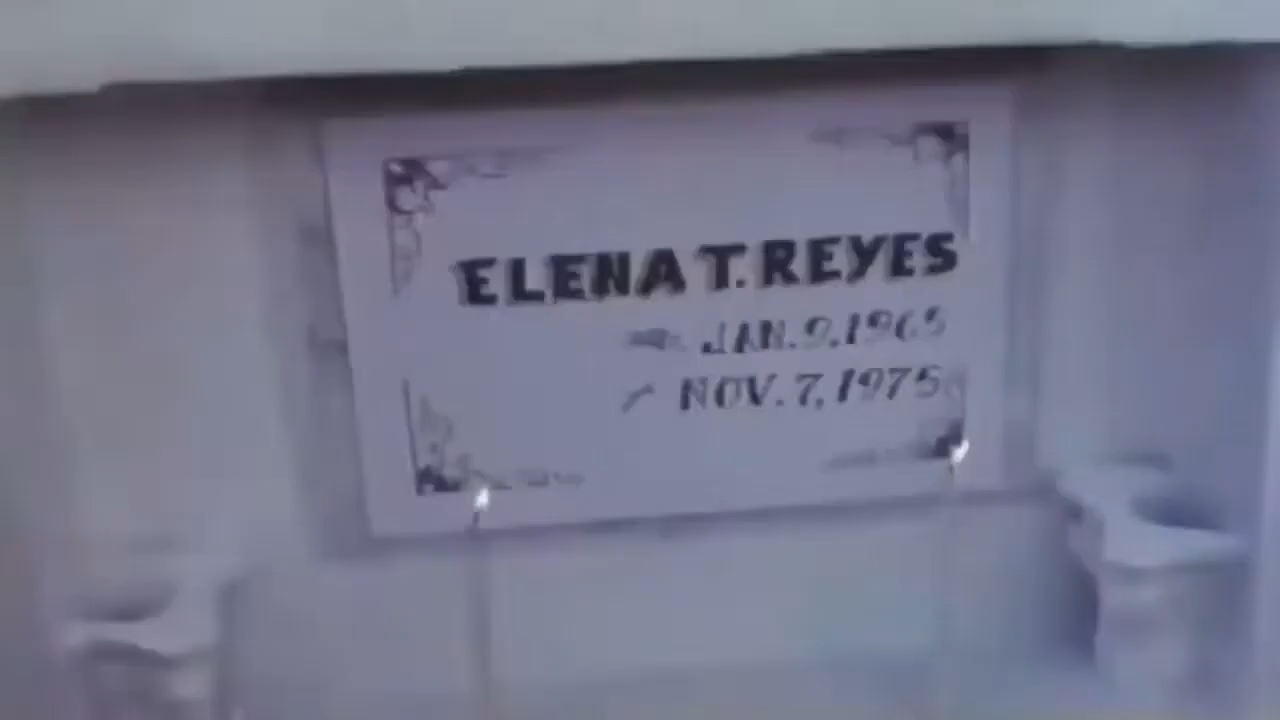 ELENA T. REYES
JAN. 9, 1965
NOV. 7, 1975